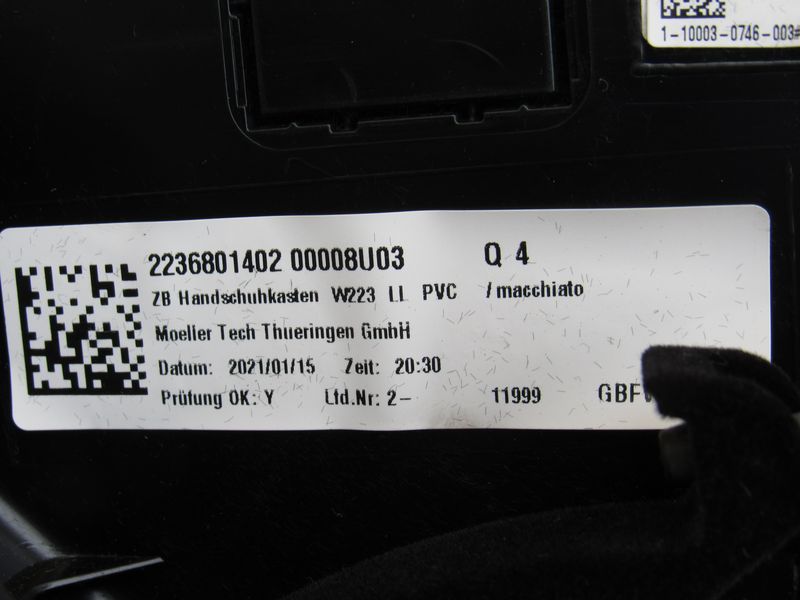 1-10003-0746-003#
2236801402 00008U03 Q 4
ZB Handschuhkasten W223 LL PVC /macchiato
Moeller Tech Thueringen GmbH
Datum: 2021/01/15 Zeit: 20:30
Prüfung OK: Y Lfd.Nr: 2- 11999